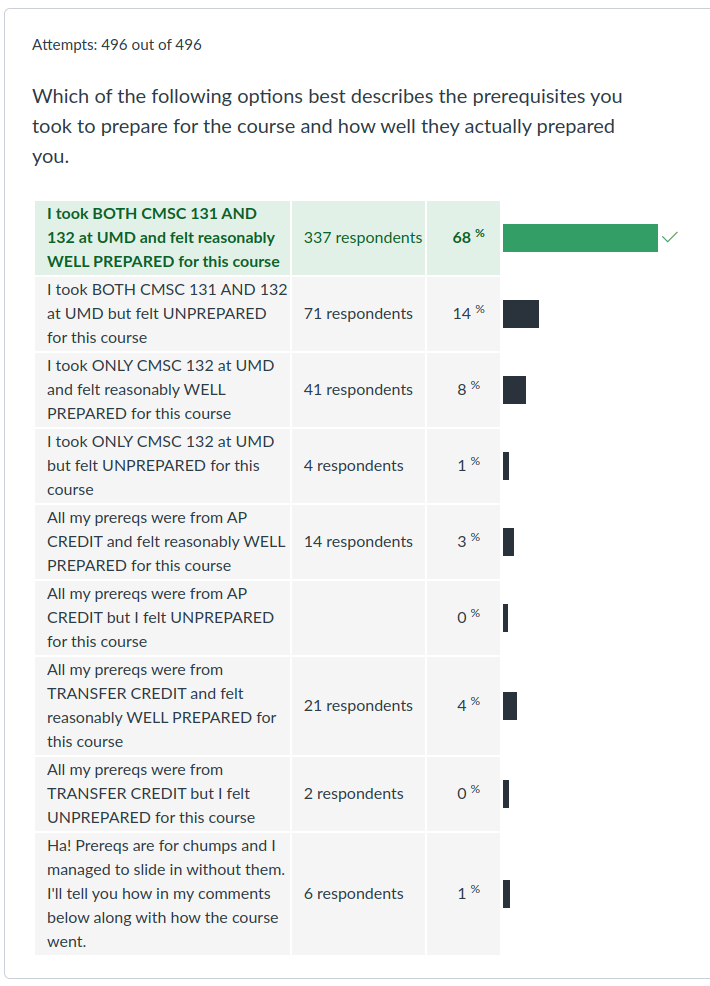 Attempts: 496 out of 496
Which of the following options best describes the prerequisites you
took to prepare for the course and how well they actually prepared
you.
I took BOTH CMSC 131 AND
132 at UMD and felt reasonably
WELL PREPARED for this course
337 respondents
68 %
I took BOTH CMSC 131 AND 132
at UMD but felt UNPREPARED
for this course
71 respondents
14 %
I took ONLY CMSC 132 at UMD
and felt reasonably WELL
PREPARED for this course
41 respondents
8 %
I took ONLY CMSC 132 at UMD
but felt UNPREPARED for this
course
4 respondents
1 %
All my prereqs were from AP
CREDIT and felt reasonably WELL
PREPARED for this course
14 respondents
3 %
All my prereqs were from AP
CREDIT but I felt UNPREPARED
for this course
0 %
All my prereqs were from
TRANSFER CREDIT and felt
reasonably WELL PREPARED for
this course
21 respondents
4 %
All my prereqs were from
TRANSFER CREDIT but I felt
UNPREPARED for this course
2 respondents
0 %
Ha! Prereqs are for chumps and I
managed to slide in without them.
I'll tell you how in my comments
below along with how the course
went.
6 respondents
1 %